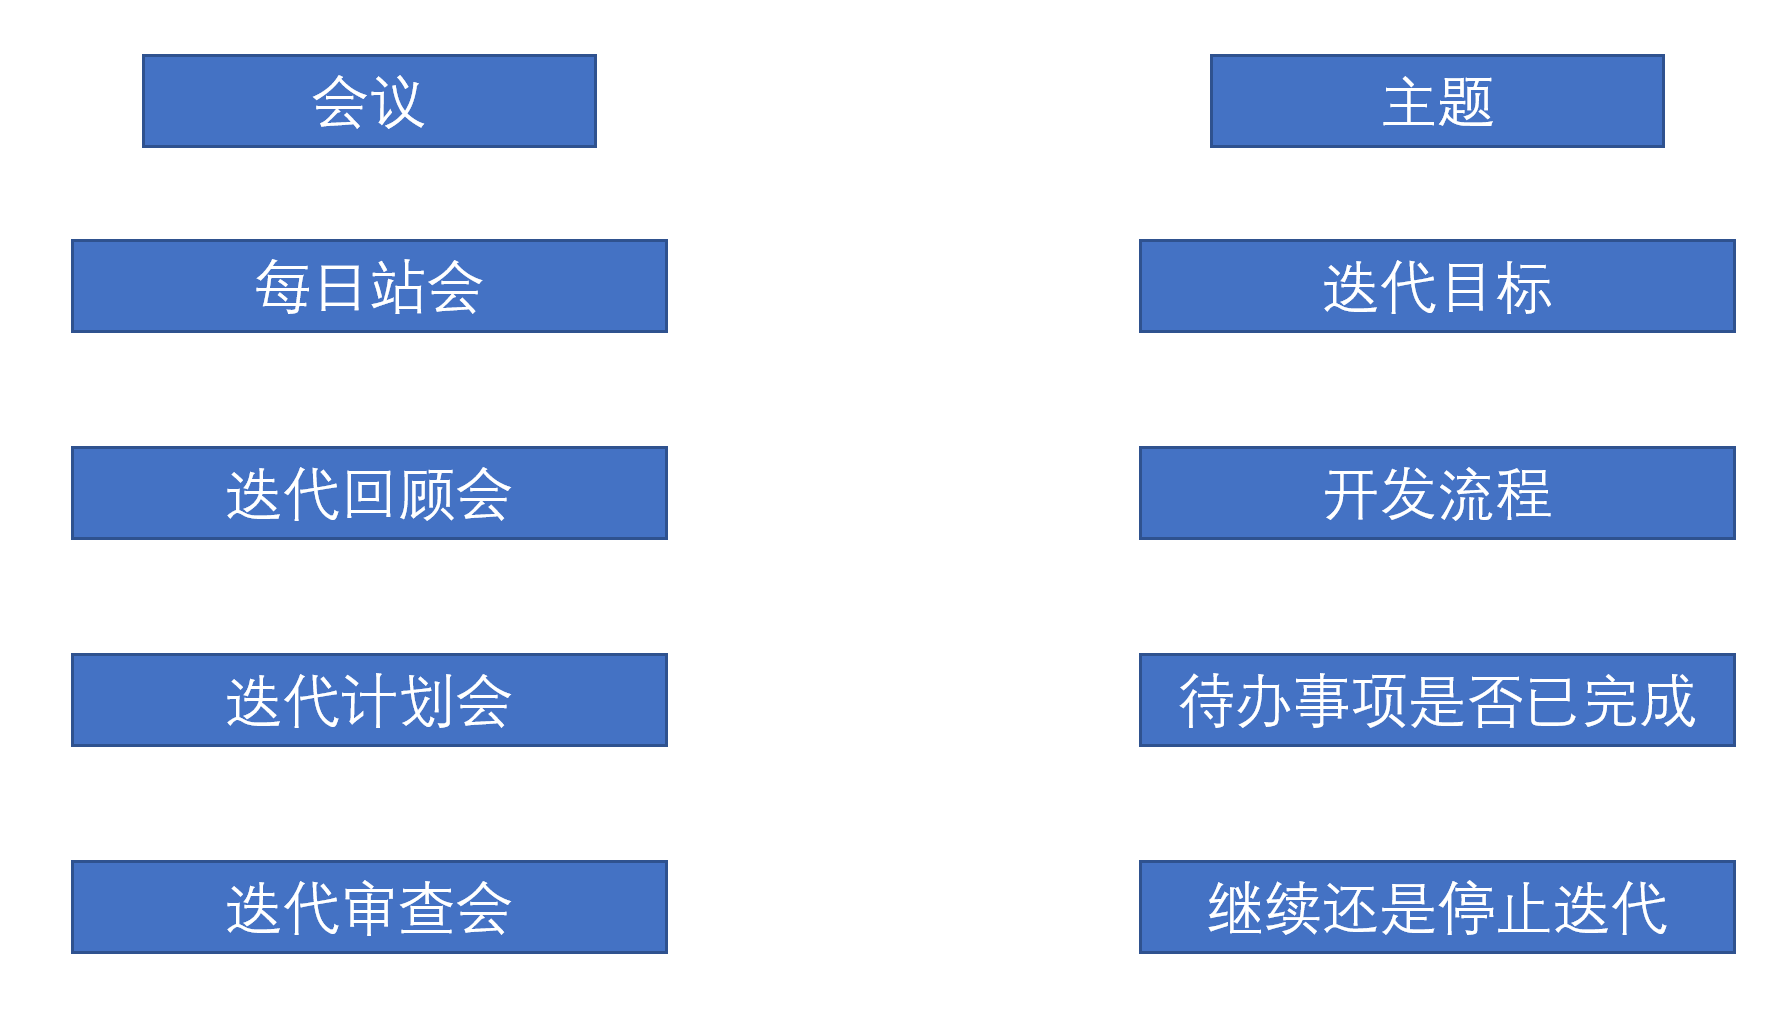 会议
主题
每日站会
迭代目标
迭代回顾会
开发流程
迭代计划会
待办事项是否已完成
迭代审查会
继续还是停止迭代